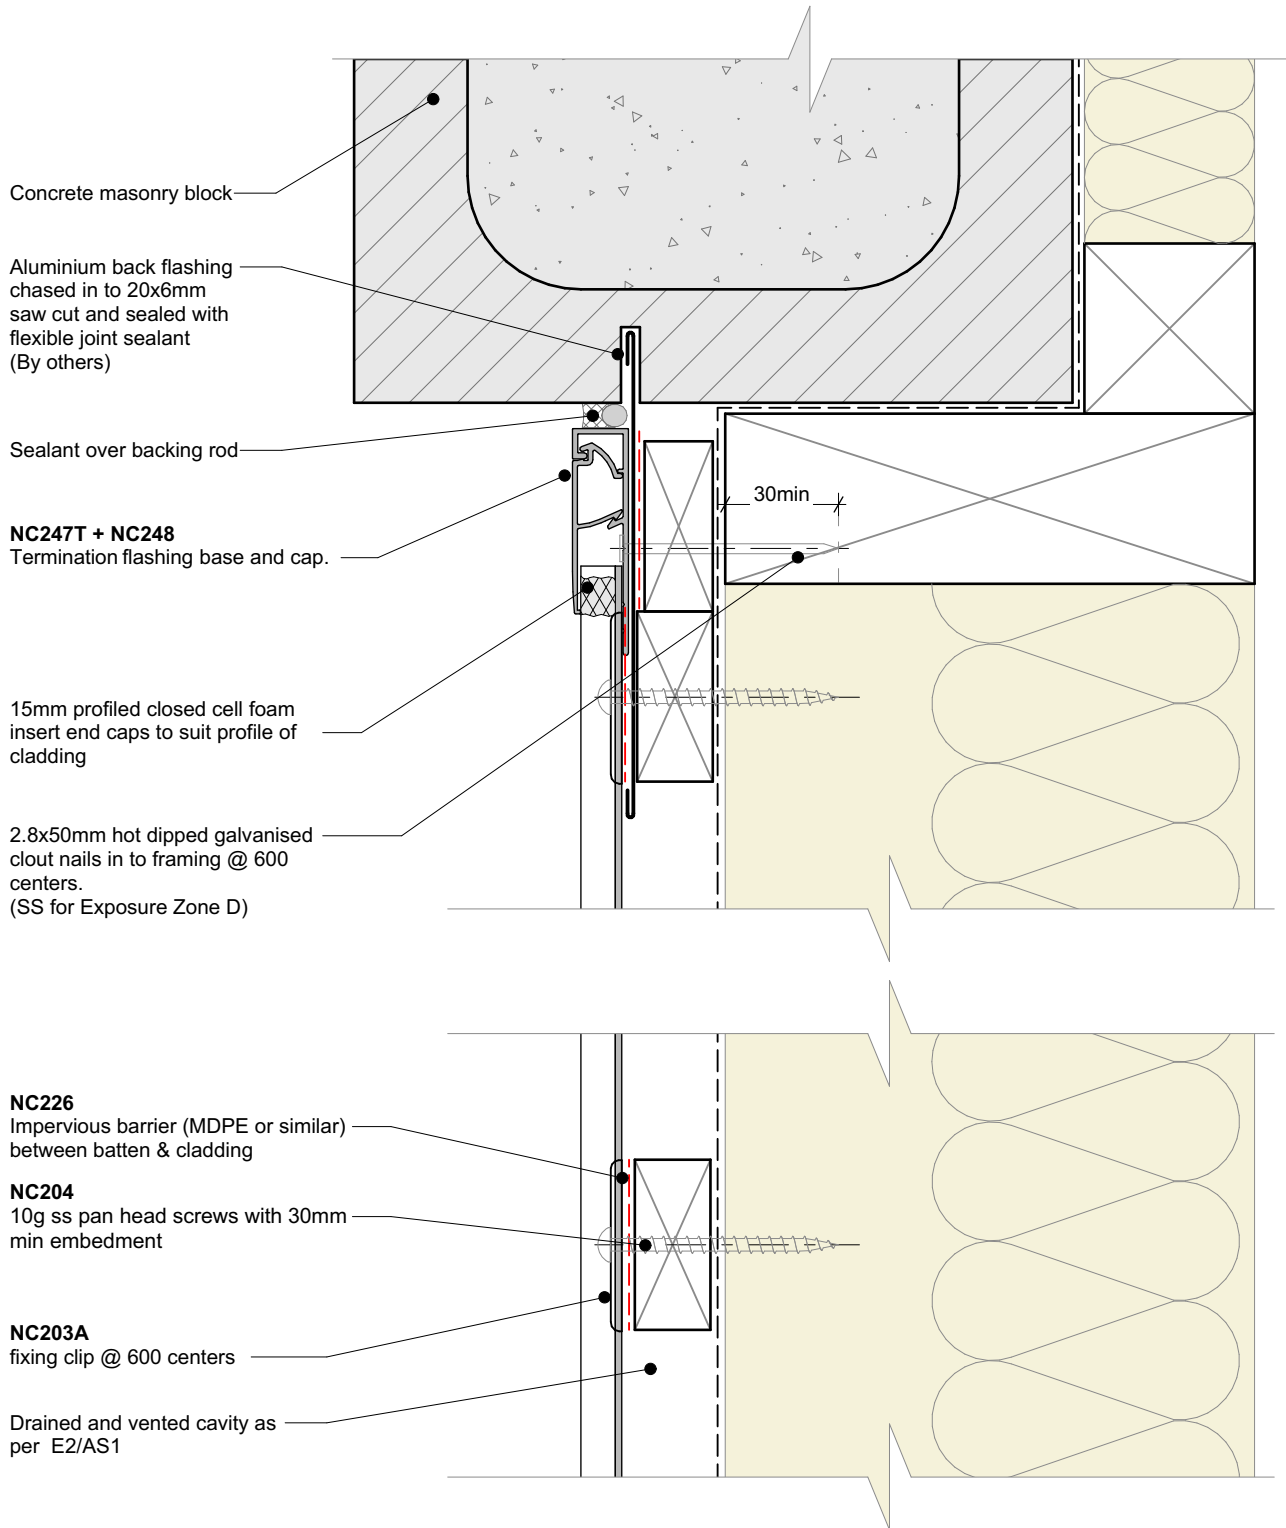 Concrete masonry block
Aluminium back flashing
chased in to 20x6mm
saw cut and sealed with
flexible joint sealant
(By others)
Sealant over backing rod
30min
NC247T + NC248
Termination flashing base and cap.
15mm profiled closed cell foam
insert end caps to suit profile of
cladding
2.8x50mm hot dipped galvanised
clout nails in to framing @ 600
centers.
(SS for Exposure Zone D)
NC226
Impervious barrier (MDPE or similar)
between batten & cladding
NC204
10g ss pan head screws with 30mm
min embedment
NC203A
fixing clip @ 600 centers
Drained and vented cavity as
per E2/AS1